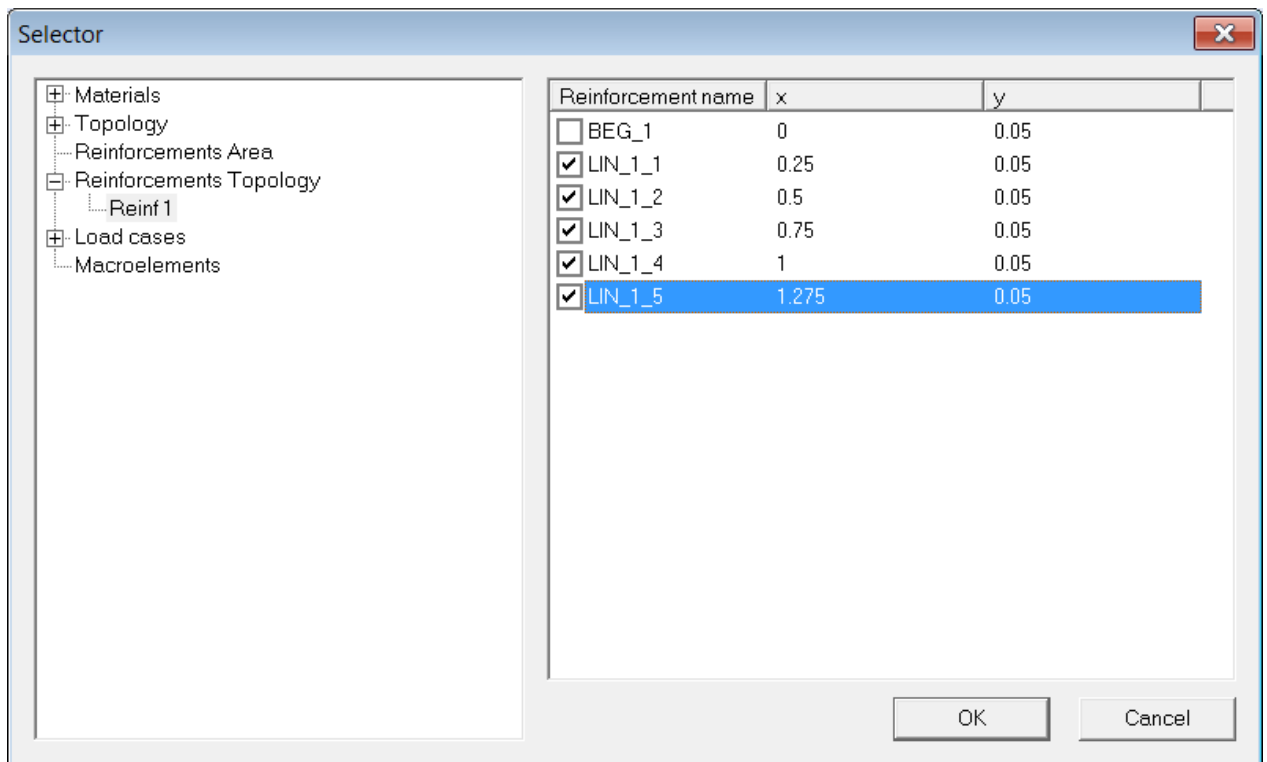 Selector
Materials
Topology
Reinforcements Area
Reinforcements Topology
Reinf 1
Load cases
Macroelements
Reinforcement name x y
BEG_1 0 0.05
LIN_1_1 0.25 0.05
LIN_1_2 0.5 0.05
LIN_1_3 0.75 0.05
LIN_1_4 1 0.05
LIN_1_5 1.275 0.05
OK Cancel